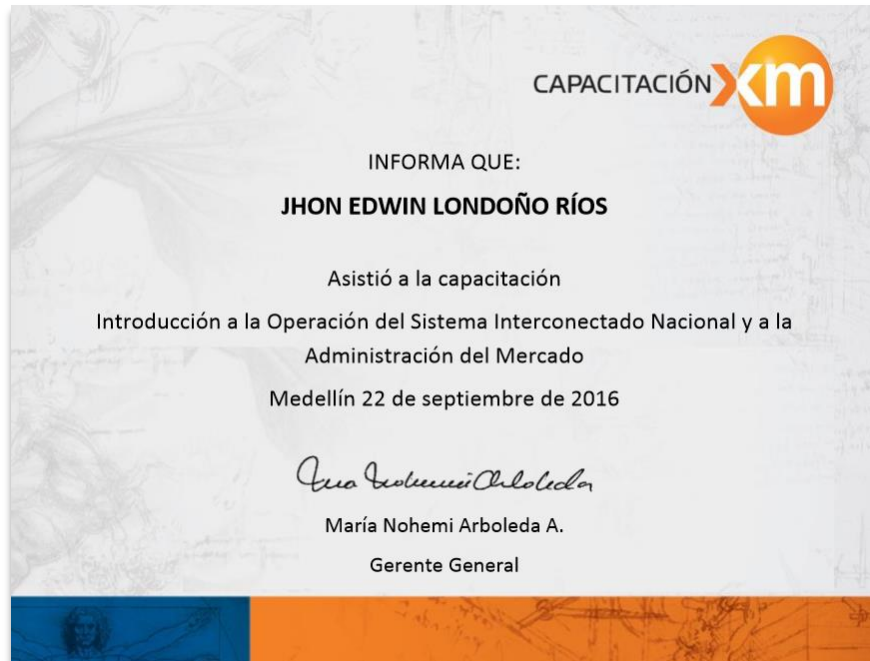 CAPACITACIÓN xm
INFORMA QUE:
JHON EDWIN LONDOÑO RÍOS
Asistió a la capacitación
Introducción a la Operación del Sistema Interconectado Nacional y a la
Administración del Mercado
Medellín 22 de septiembre de 2016
María Nohemi Arboleda A.
Gerente General